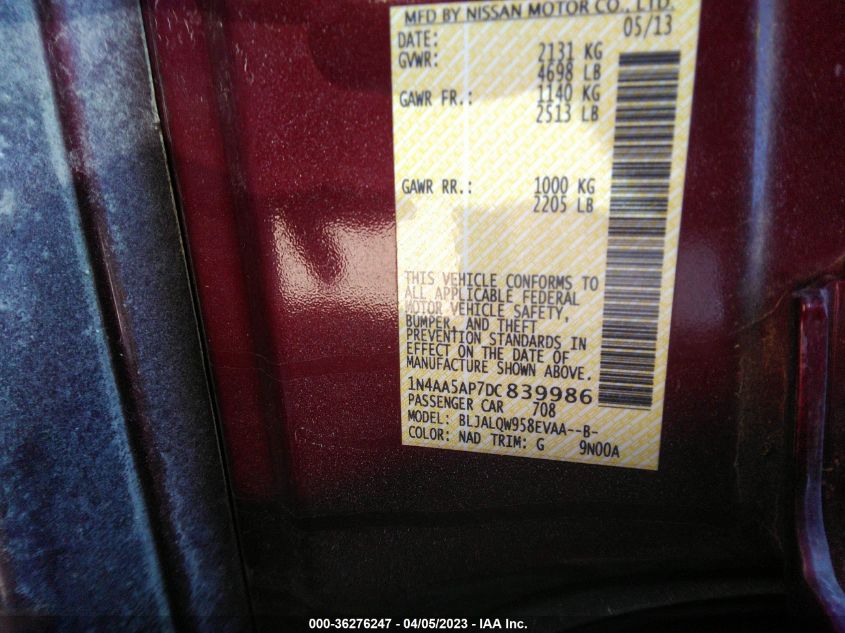 MFD BY NISSAN MOTOR CO., LTD.
DATE: 05/13
GVWR: 2131 KG
4698 LB
GAWR FR.: 1140 KG
2513 LB
GAWR RR.: 1000 KG
2205 LB
THIS VEHICLE CONFORMS TO
ALL APPLICABLE FEDERAL
MOTOR VEHICLE SAFETY,
BUMPER, AND THEFT
PREVENTION STANDARDS IN
EFFECT ON THE DATE OF
MANUFACTURE SHOWN ABOVE.
1N4AA5AP7DC839986
PASSENGER CAR 708
MODEL: BLJALQW958EVAA--B-
COLOR: NAD TRIM: G 9N00A
000-36276247 - 04/05/2023 - IAA Inc.